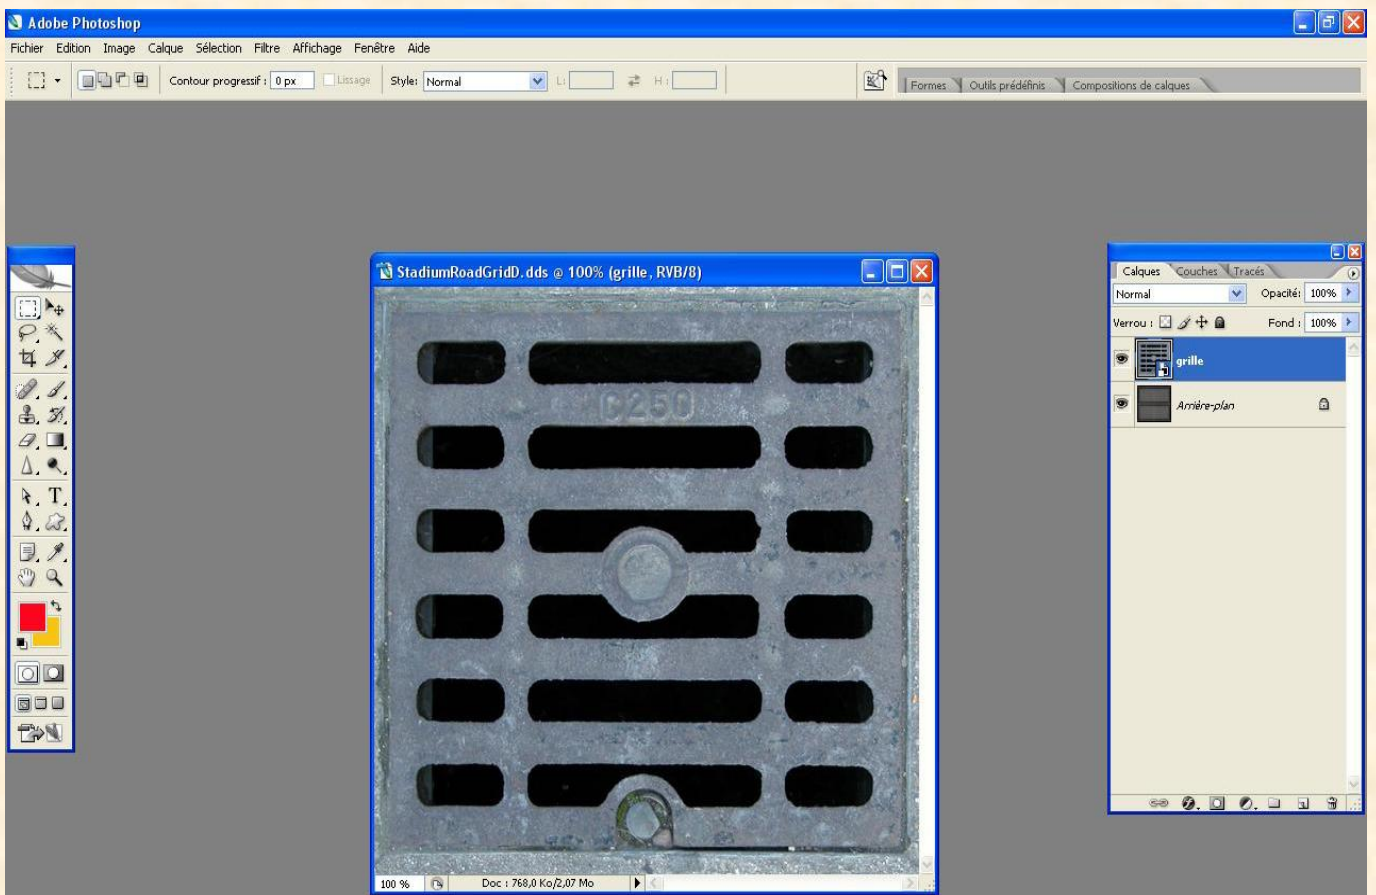 Adobe Photoshop
Fichier Edition Image Calque Sélection Filtre Affichage Fenêtre Aide
Contour progressif : 0 px Lissage Style: Normal L: H: Formes Outils prédéfinis Compositions de calques
StadiumRoadGridD.dds @ 100% (grille, RVB/8)
C250
100 % Doc : 768,0 Ko/2,07 Mo
Calques Couches Tracés
Normal Opacité: 100%
Verrou : Fond : 100%
grille
Arrière-plan